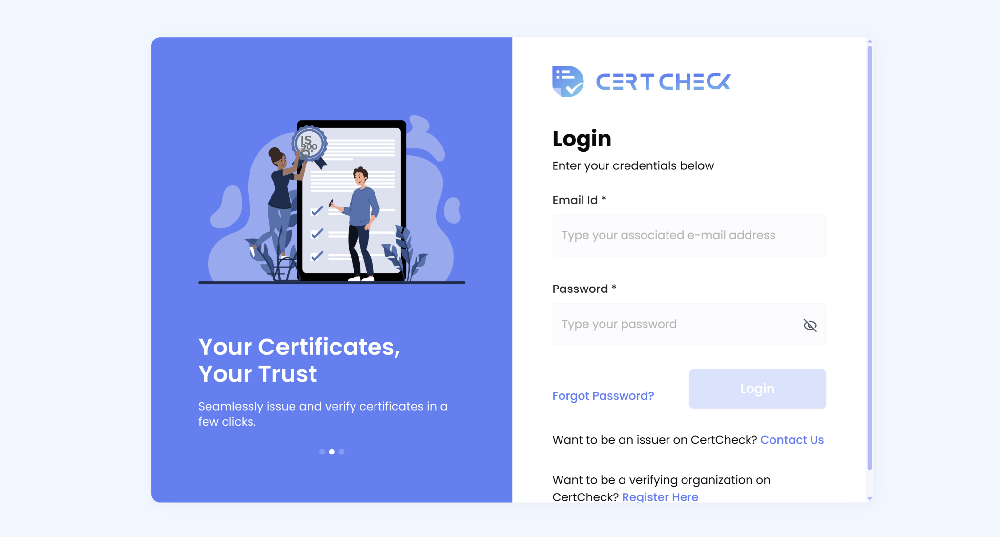 IS
900
Your Certificates,
Your Trust
Seamlessly issue and verify certificates in a
few clicks.
CERT CHECK
Login
Enter your credentials below
Email Id *
Type your associated e-mail address
Password *
Type your password
Forgot Password?
Login
Want to be an issuer on CertCheck? Contact Us
Want to be a verifying organization on
CertCheck? Register Here